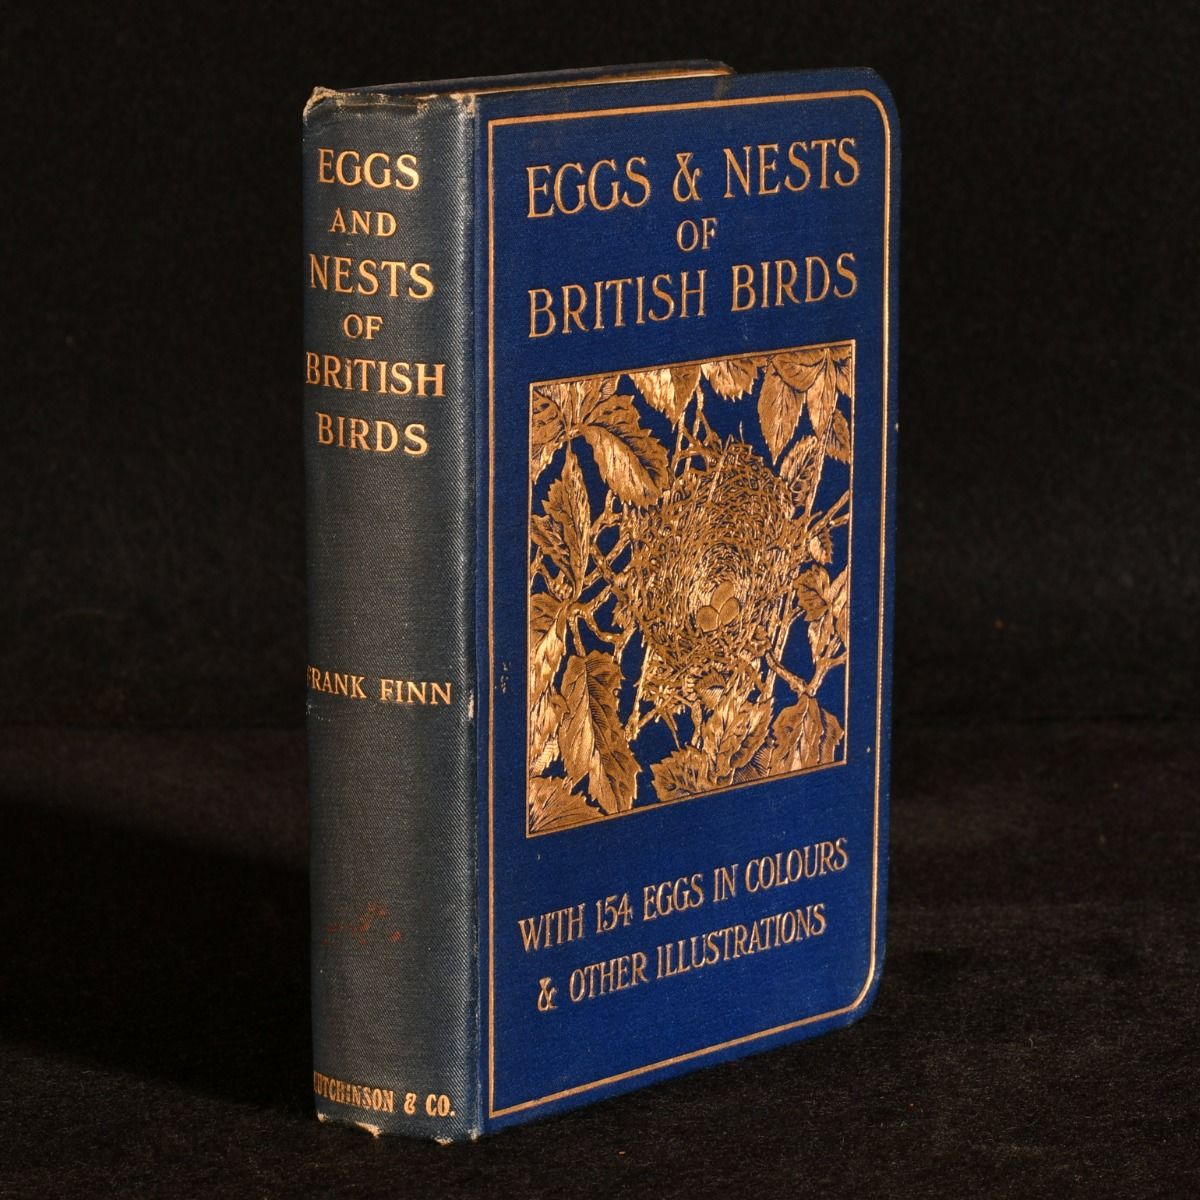 EGGS
AND
NESTS
OF
BRITISH
BIRDS
FRANK FINN
HUTCHINSON & CO.
EGGS & NESTS
OF
BRITISH BIRDS
WITH 154 EGGS IN COLOURS
& OTHER ILLUSTRATIONS